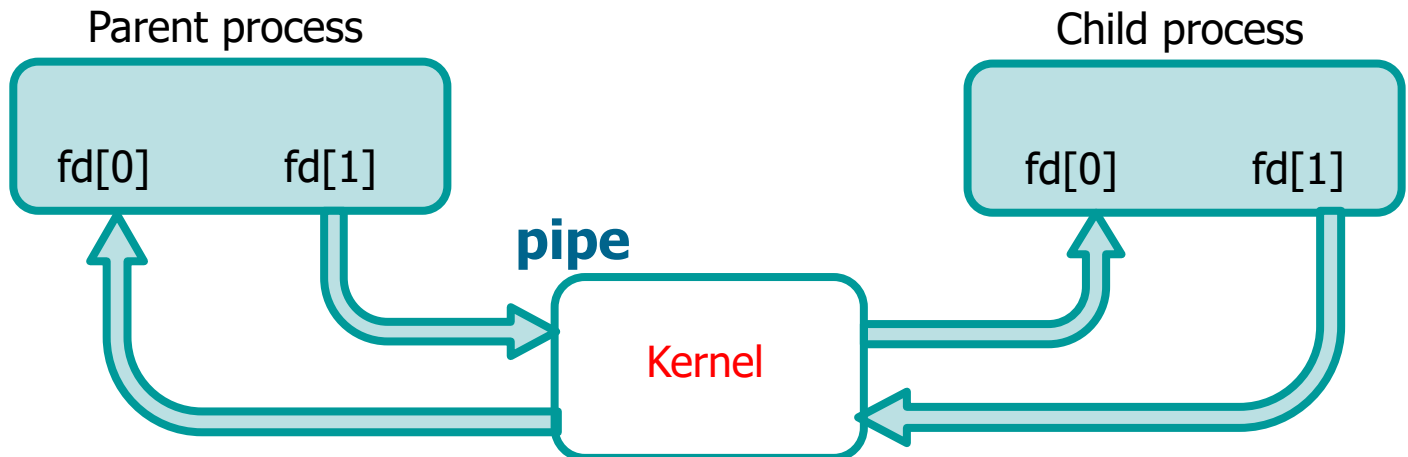 Parent process
Child process
fd[0] fd[1]
fd[0] fd[1]
pipe
Kernel